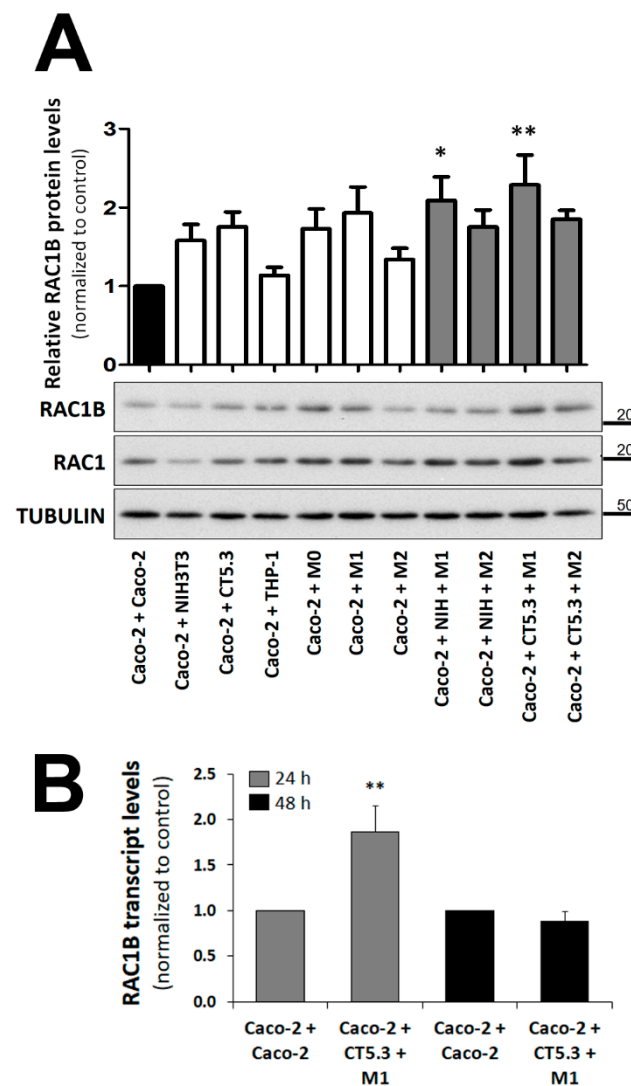 A
Relative RAC1B protein levels
(normalized to control)
3
2
1
0
*
**
RAC1B
20
RAC1
20
TUBULIN
50
Caco-2 + Caco-2
Caco-2 + NIH3T3
Caco-2 + CT5.3
Caco-2 + THP-1
Caco-2 + M0
Caco-2 + M1
Caco-2 + M2
Caco-2 + NIH + M1
Caco-2 + NIH + M2
Caco-2 + CT5.3 + M1
Caco-2 + CT5.3 + M2
B
RAC1B transcript levels
(normalized to control)
2.5
2.0
1.5
1.0
0.5
0.0
24 h
48 h
**
Caco-2 +
Caco-2
Caco-2 +
CT5.3 +
M1
Caco-2 +
Caco-2
Caco-2 +
CT5.3 +
M1